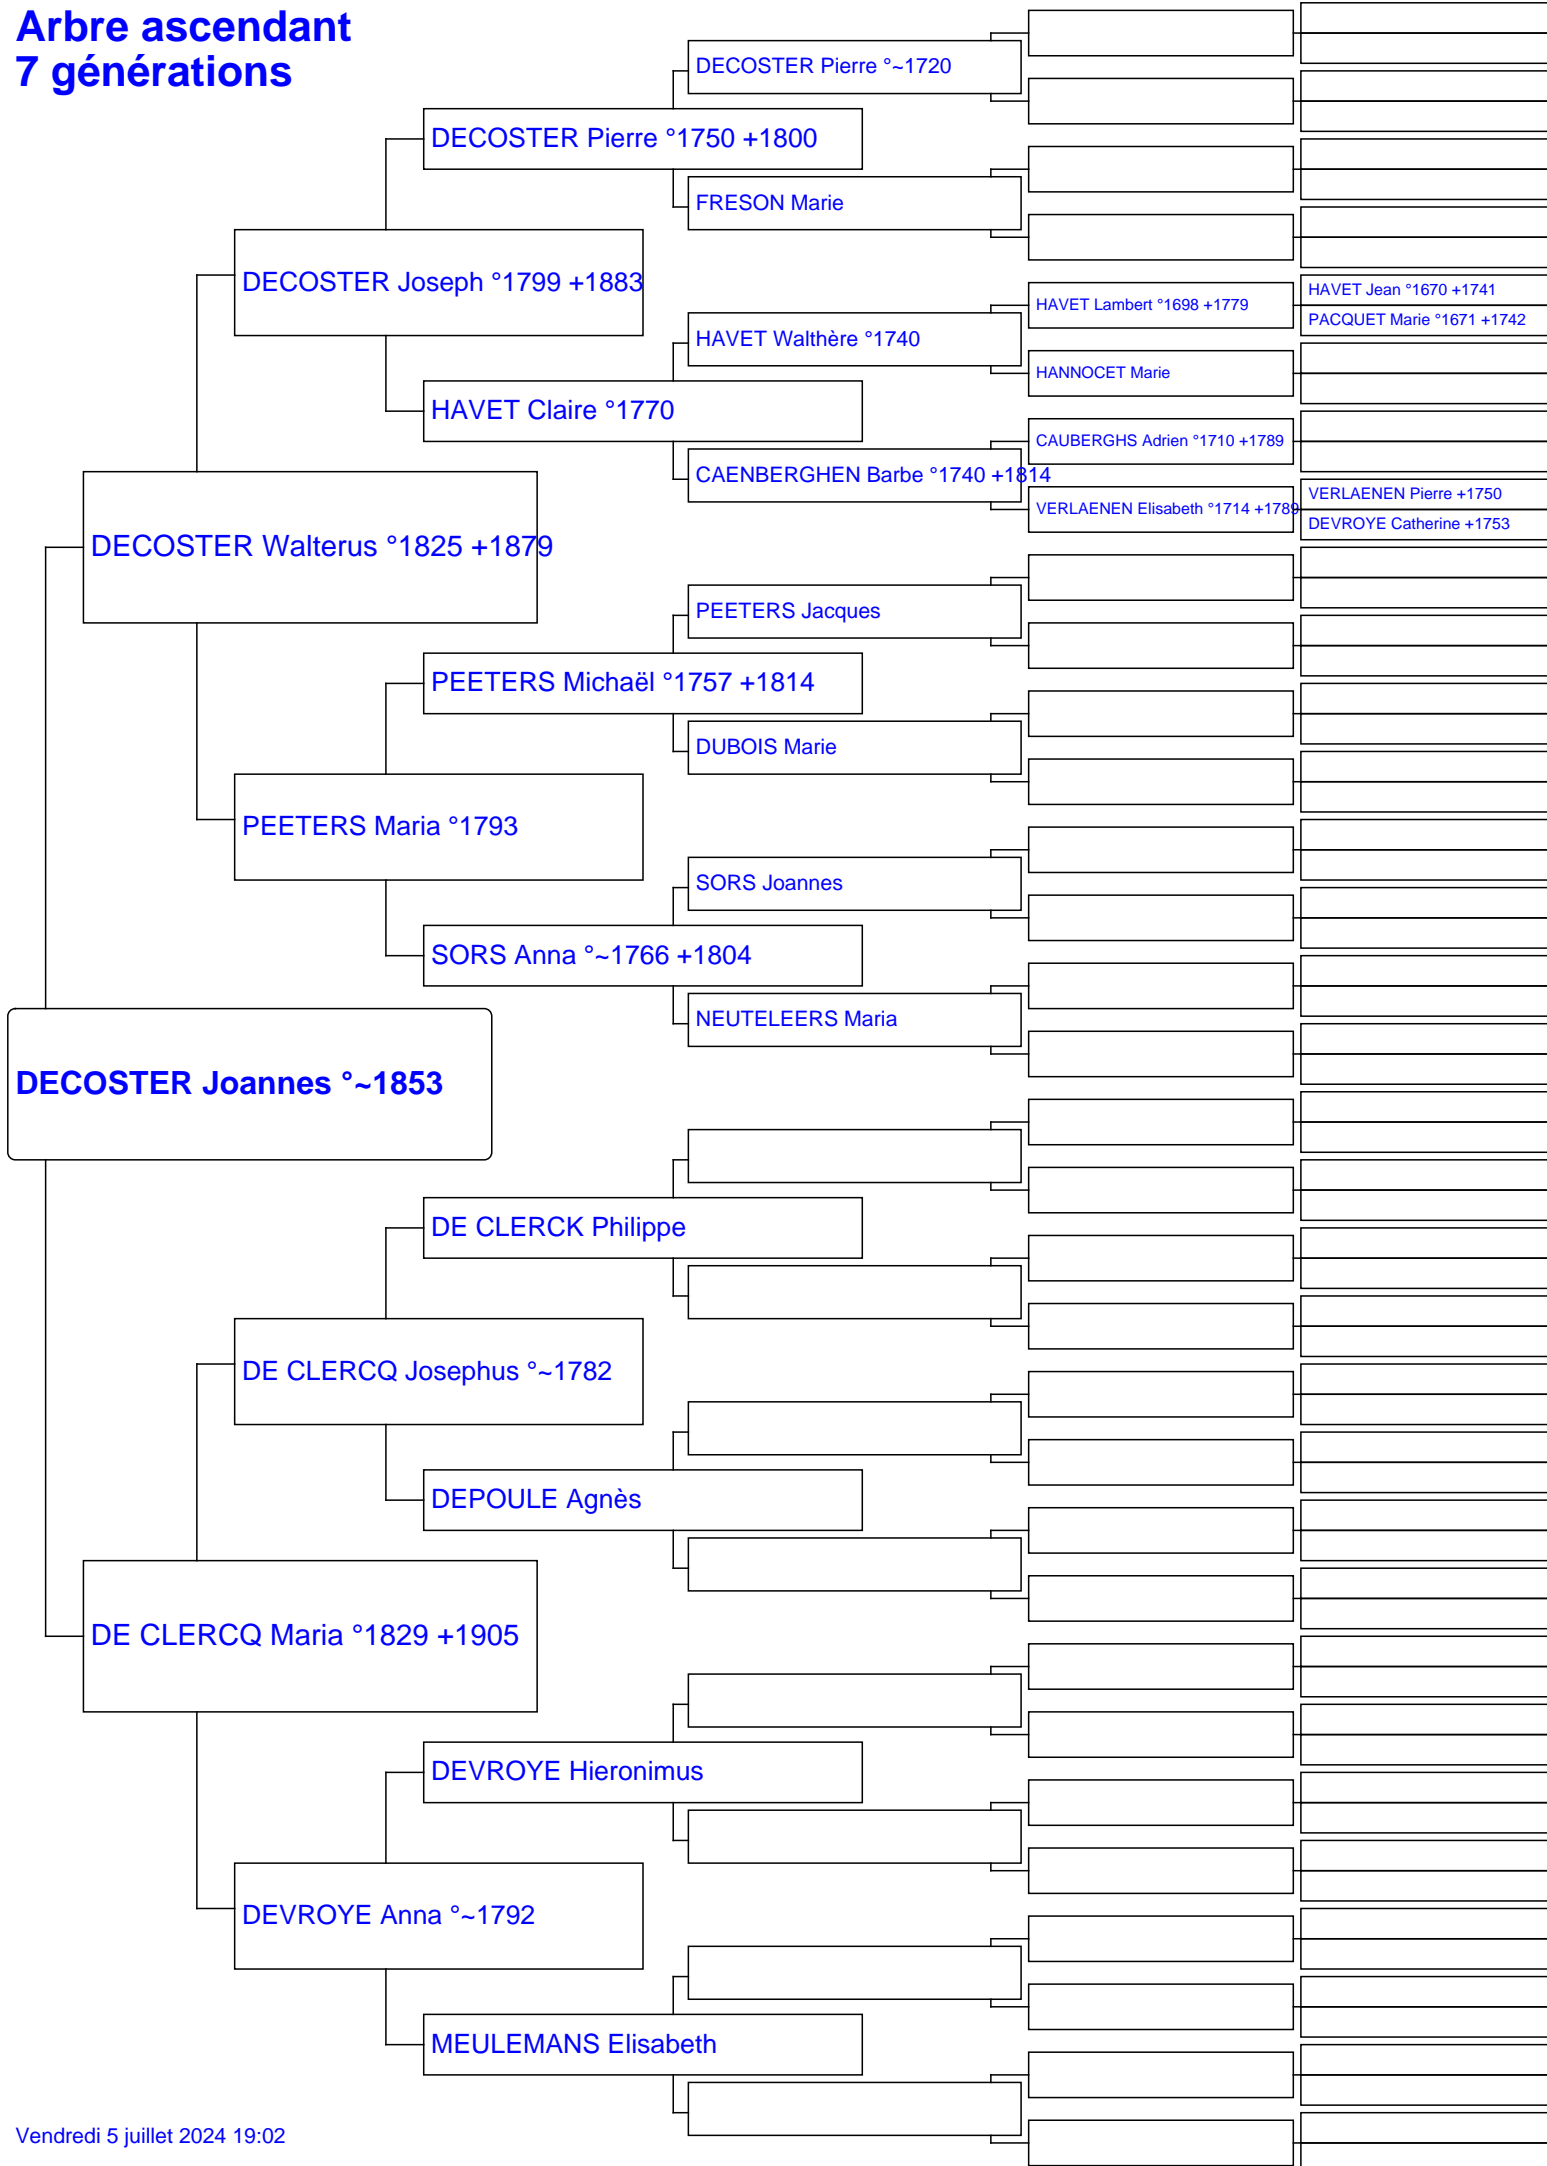 Arbre ascendant
7 générations
DECOSTER Pierre °~1720
DECOSTER Pierre °1750 +1800
FRESON Marie
DECOSTER Joseph °1799 +1883
HAVET Jean °1670 +1741
HAVET Lambert °1698 +1779
PACQUET Marie °1671 +1742
HAVET Walthère °1740
HANNOCET Marie
HAVET Claire °1770
CAUBERGHS Adrien °1710 +1789
CAENBERGHEN Barbe °1740 +1814
VERLAENEN Pierre +1750
VERLAENEN Elisabeth °1714 +1789
DEVROYE Catherine +1753
DECOSTER Walterus °1825 +1879
PEETERS Jacques
PEETERS Michaël °1757 +1814
DUBOIS Marie
PEETERS Maria °1793
SORS Joannes
SORS Anna °~1766 +1804
NEUTELEERS Maria
DECOSTER Joannes °~1853
DE CLERCK Philippe
DE CLERCQ Josephus °~1782
DEPOULE Agnès
DE CLERCQ Maria °1829 +1905
DEVROYE Hieronimus
DEVROYE Anna °~1792
MEULEMANS Elisabeth
Vendredi 5 juillet 2024 19:02